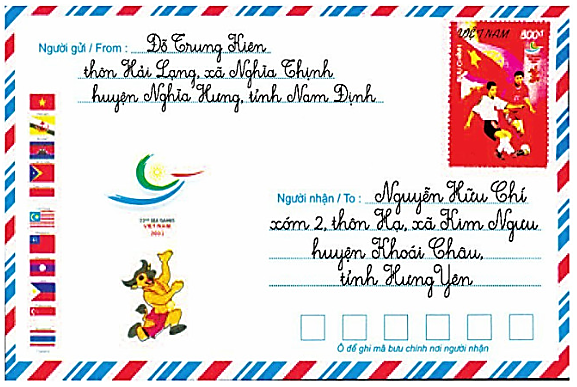 Người gửi / From : Đỗ Trung Kiên
thôn Hải Lạng, xã Nghĩa Thịnh
huyện Nghĩa Hưng, tỉnh Nam Định
VIỆT NAM 800đ
22nd SEA GAMES
VIETNAM
2003
Người nhận / To : Nguyễn Hữu Chí
xóm 2, thôn Hạ, xã Kim Ngưu
huyện Khoái Châu,
tỉnh Hưng Yên
Ô để ghi mã bưu chính nơi người nhận